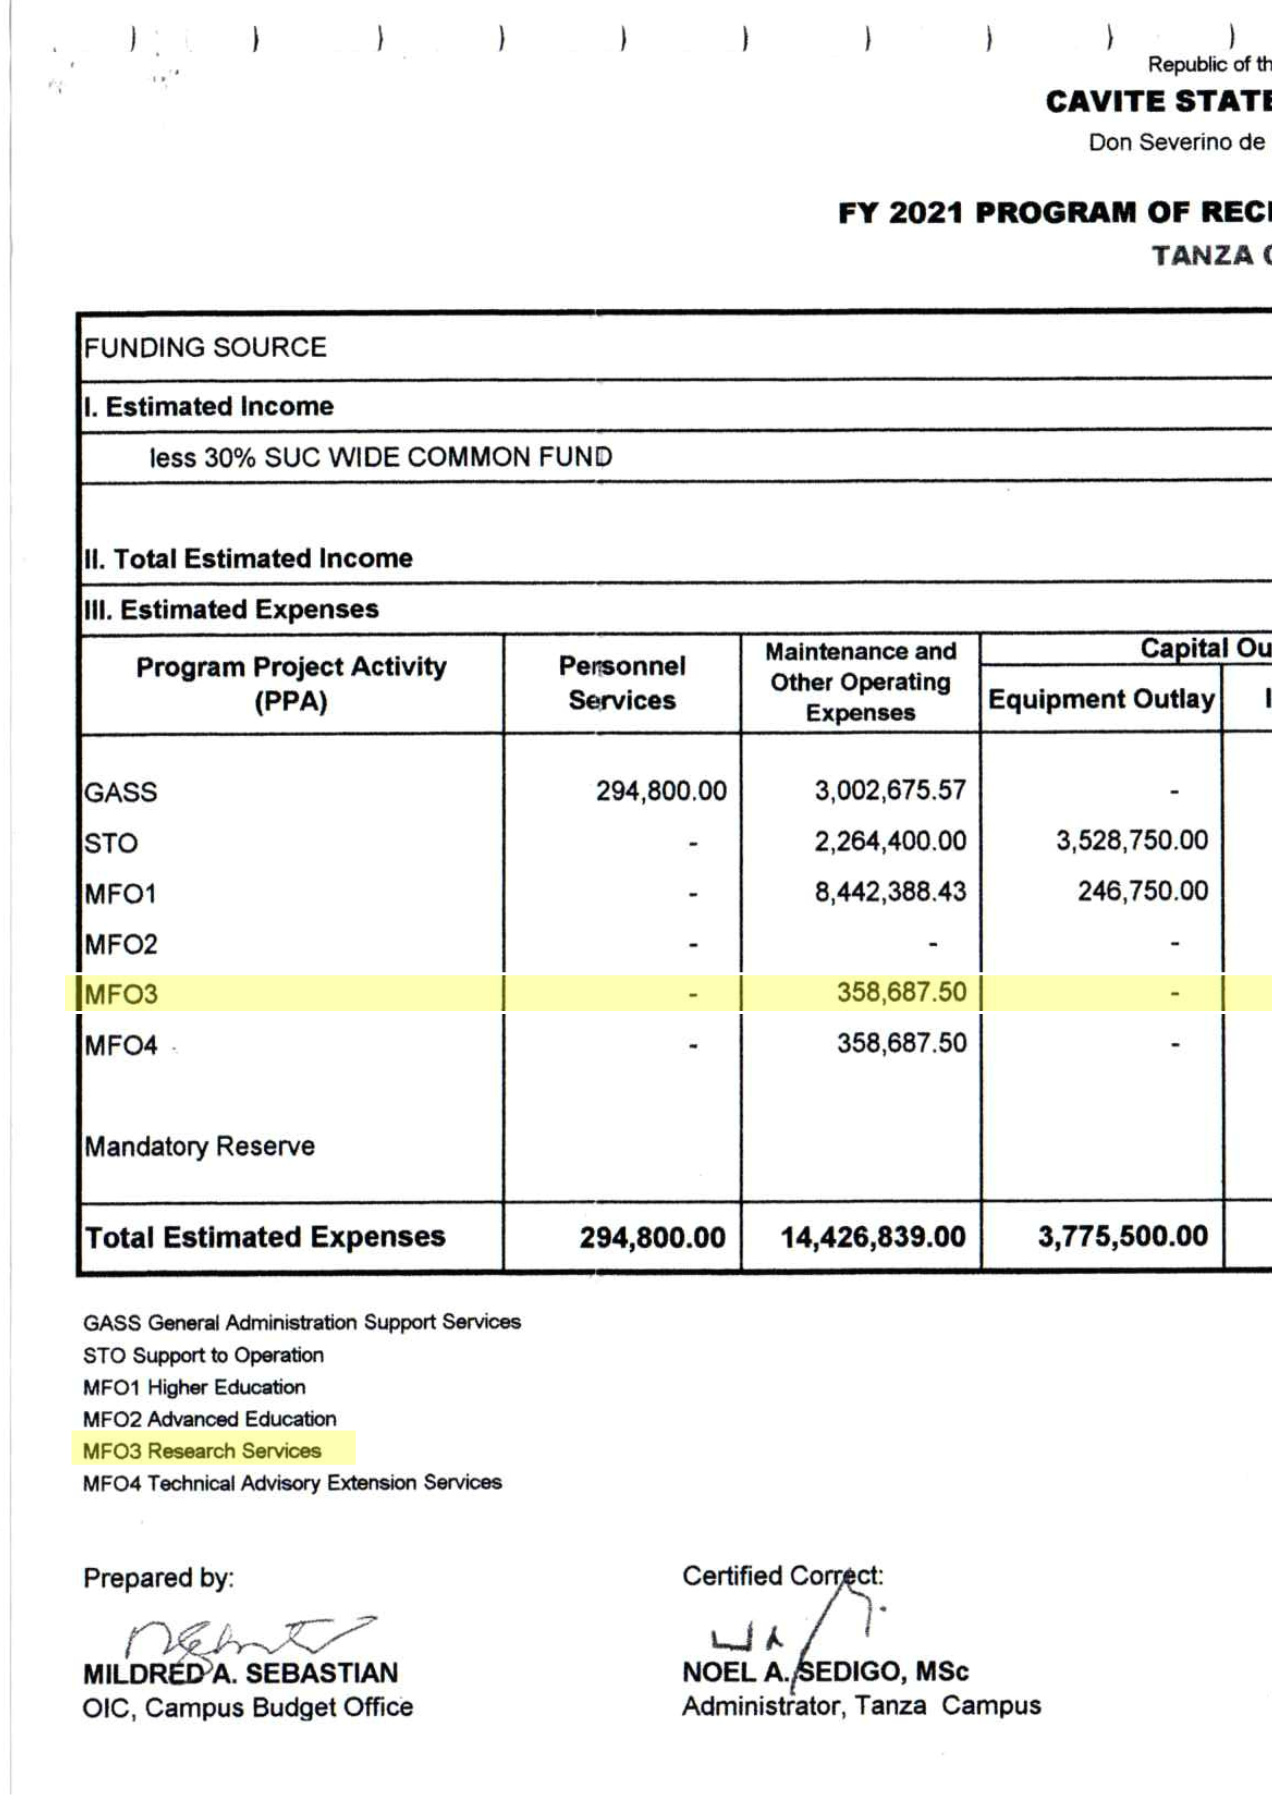 Republic of th
CAVITE STATE
Don Severino de
FY 2021 PROGRAM OF RECI
TANZA C
FUNDING SOURCE
I. Estimated Income
less 30% SUC WIDE COMMON FUND
II. Total Estimated Income
III. Estimated Expenses
Program Project Activity (PPA) Personnel Services Maintenance and Other Operating Expenses Capital Ou
Equipment Outlay I
GASS 294,800.00 3,002,675.57 -
STO - 2,264,400.00 3,528,750.00
MFO1 - 8,442,388.43 246,750.00
MFO2 - - -
MFO3 - 358,687.50 -
MFO4 - 358,687.50 -
Mandatory Reserve
Total Estimated Expenses 294,800.00 14,426,839.00 3,775,500.00
GASS General Administration Support Services
STO Support to Operation
MFO1 Higher Education
MFO2 Advanced Education
MFO3 Research Services
MFO4 Technical Advisory Extension Services
Prepared by: Certified Correct:
MILDRED A. SEBASTIAN NOEL A. SEDIGO, MSc
OIC, Campus Budget Office Administrator, Tanza Campus